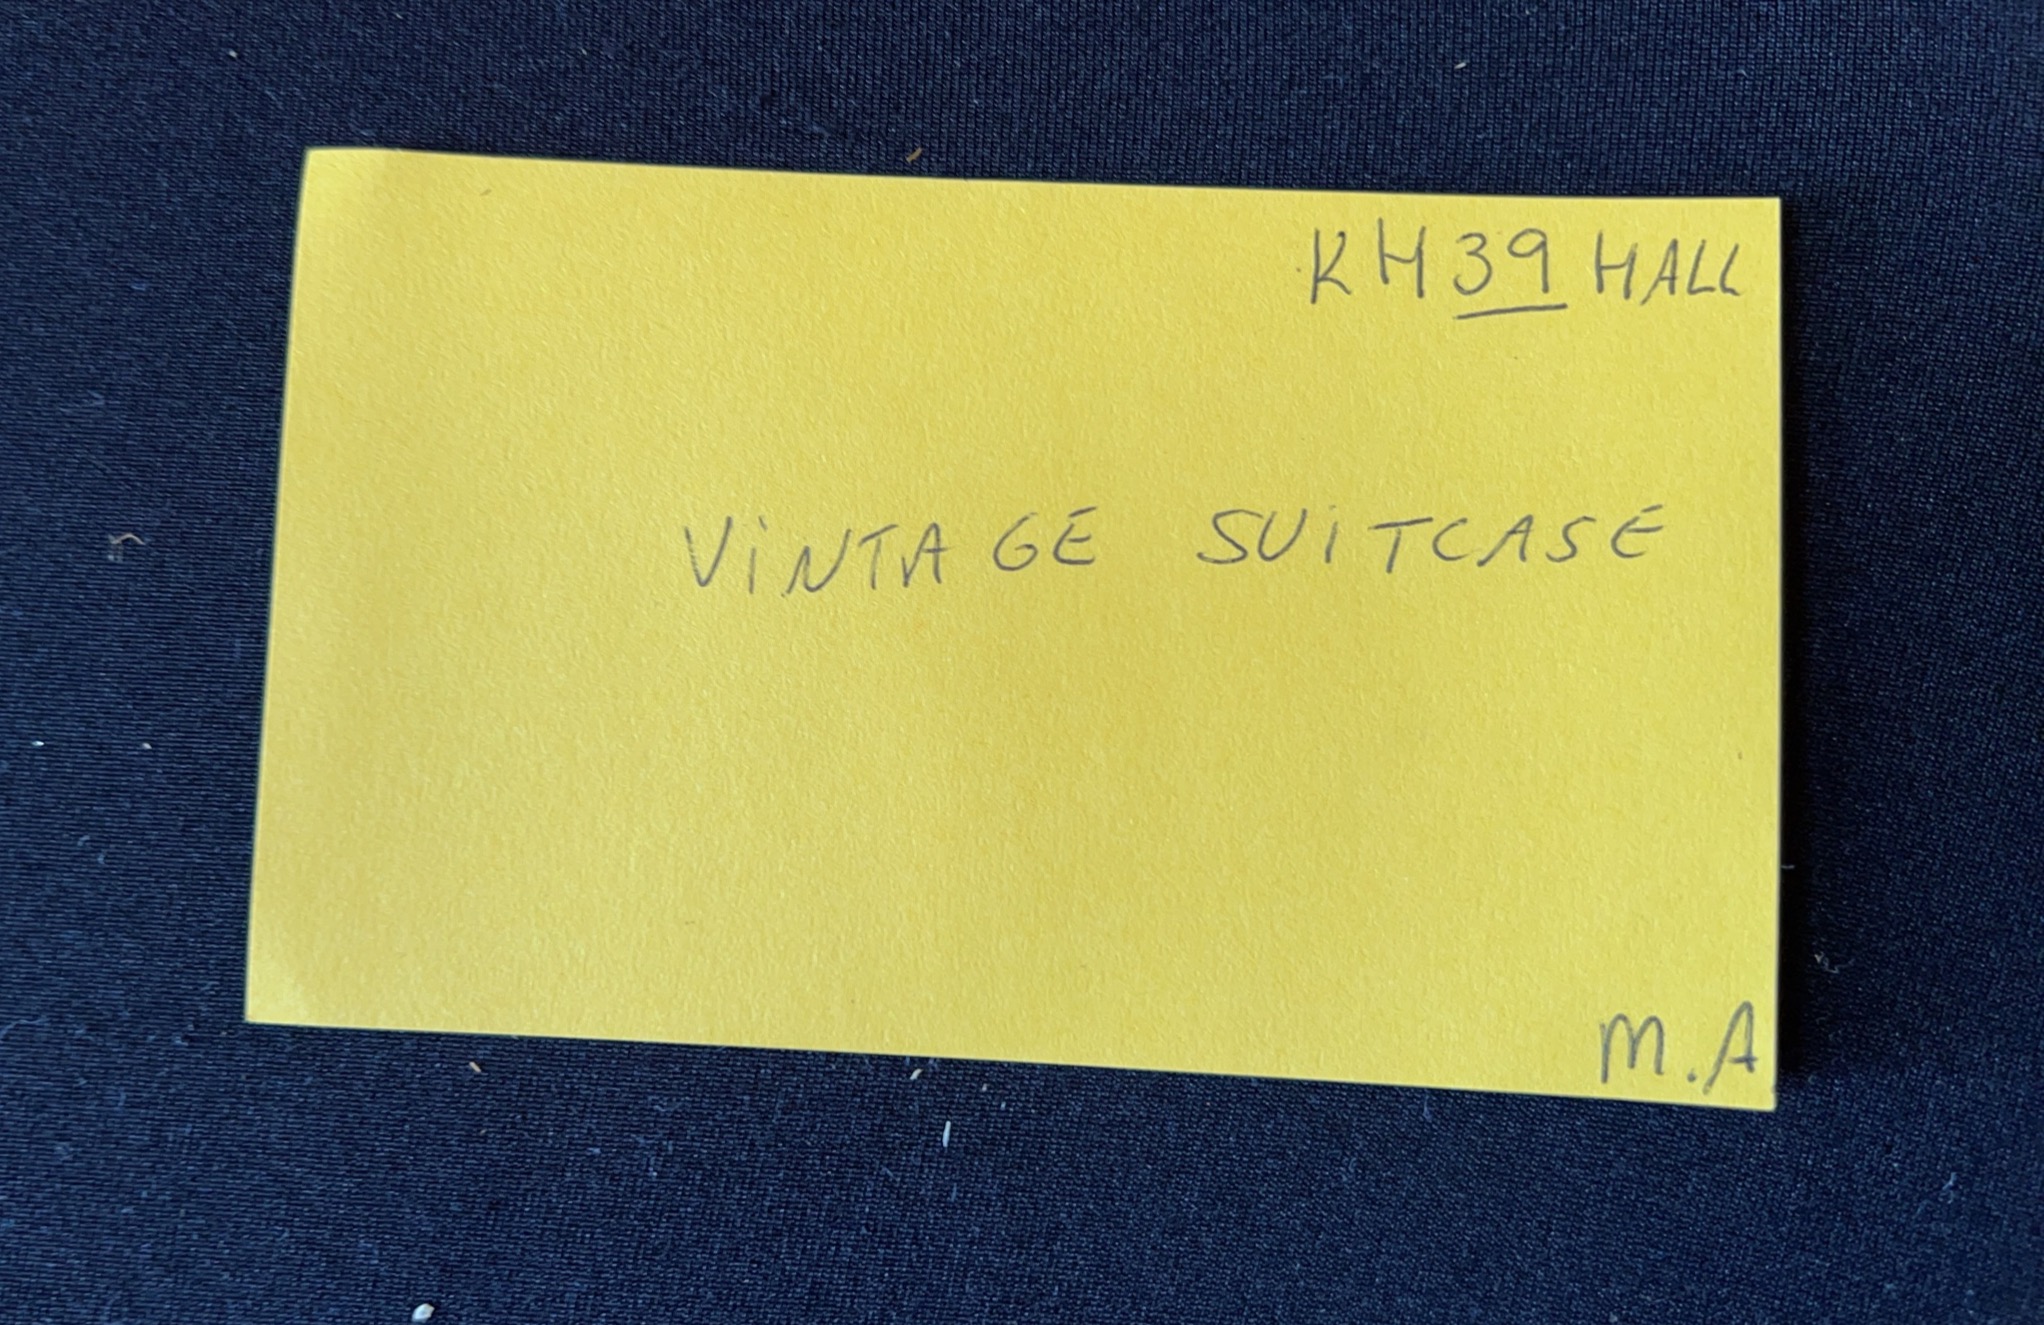 KH39 HALL
VINTAGE SUITCASE
M.A